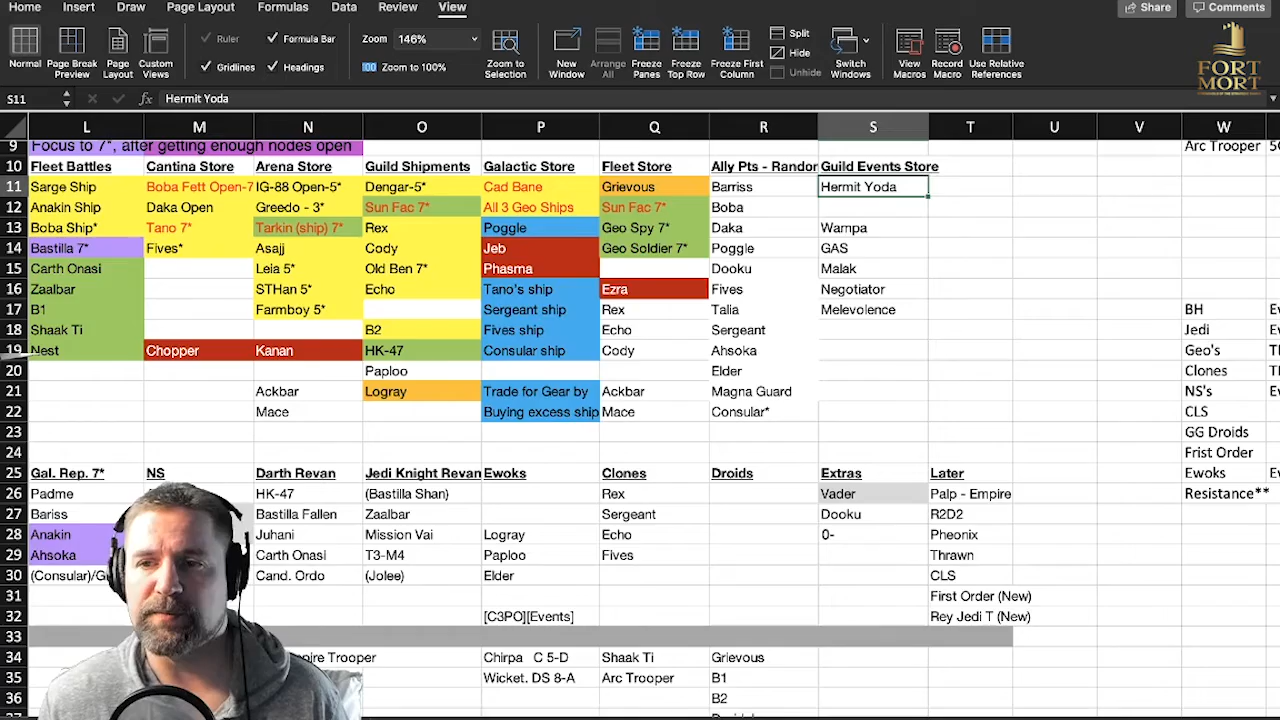 Home Insert Draw Page Layout Formulas Data Review View Share Comments
Normal Page Break Preview Page Layout Custom Views Ruler Formula Bar Gridlines Headings Zoom 146% Zoom to 100% Zoom to Selection New Window Arrange All Freeze Panes Freeze Top Row Freeze First Column Split Hide Unhide Switch Windows View Macros Record Macro Use Relative References
FORT
MORT
S11 fx Hermit Yoda
L M N O P Q R S T U V W
9 Focus to 7*, after getting enough nodes open Arc Trooper
10 Fleet Battles Cantina Store Arena Store Guild Shipments Galactic Store Fleet Store Ally Pts - Randor Guild Events Store
11 Sarge Ship Boba Fett Open-7 IG-88 Open-5* Dengar-5* Cad Bane Grievous Barriss Hermit Yoda
12 Anakin Ship Daka Open Greedo - 3* Sun Fac 7* All 3 Geo Ships Sun Fac 7* Boba
13 Boba Ship* Tano 7* Tarkin (ship) 7* Rex Poggle Geo Spy 7* Daka Wampa
14 Bastilla 7* Fives* Asajj Cody Jeb Geo Soldier 7* Poggle GAS
15 Carth Onasi Leia 5* Old Ben 7* Phasma Dooku Malak
16 Zaalbar STHan 5* Echo Tano's ship Ezra Fives Negotiator
17 B1 Farmboy 5* Sergeant ship Rex Talia Melevolence BH
18 Shaak Ti B2 Fives ship Echo Sergeant Jedi
19 Nest Chopper Kanan HK-47 Consular ship Cody Ahsoka Geo's
20 Paploo Elder Clones
21 Ackbar Logray Trade for Gear by Ackbar Magna Guard NS's
22 Mace Buying excess ship Mace Consular* CLS
23 GG Droids
24 Frist Order
25 Gal. Rep. 7* NS Darth Revan Jedi Knight Revan Ewoks Clones Droids Extras Later Ewoks
26 Padme HK-47 (Bastilla Shan) Rex Vader Palp - Empire Resistance**
27 Bariss Bastilla Fallen Zaalbar Sergeant Dooku R2D2
28 Anakin Juhani Mission Vai Logray Echo 0- Pheonix
29 Ahsoka Carth Onasi T3-M4 Paploo Fives Thrawn
30 (Consular)/G Cand. Ordo (Jolee) Elder CLS
31 First Order (New)
32 [C3PO][Events] Rey Jedi T (New)
33
34 Trooper Chirpa C 5-D Shaak Ti Grievous
35 Wicket. DS 8-A Arc Trooper B1
36 B2